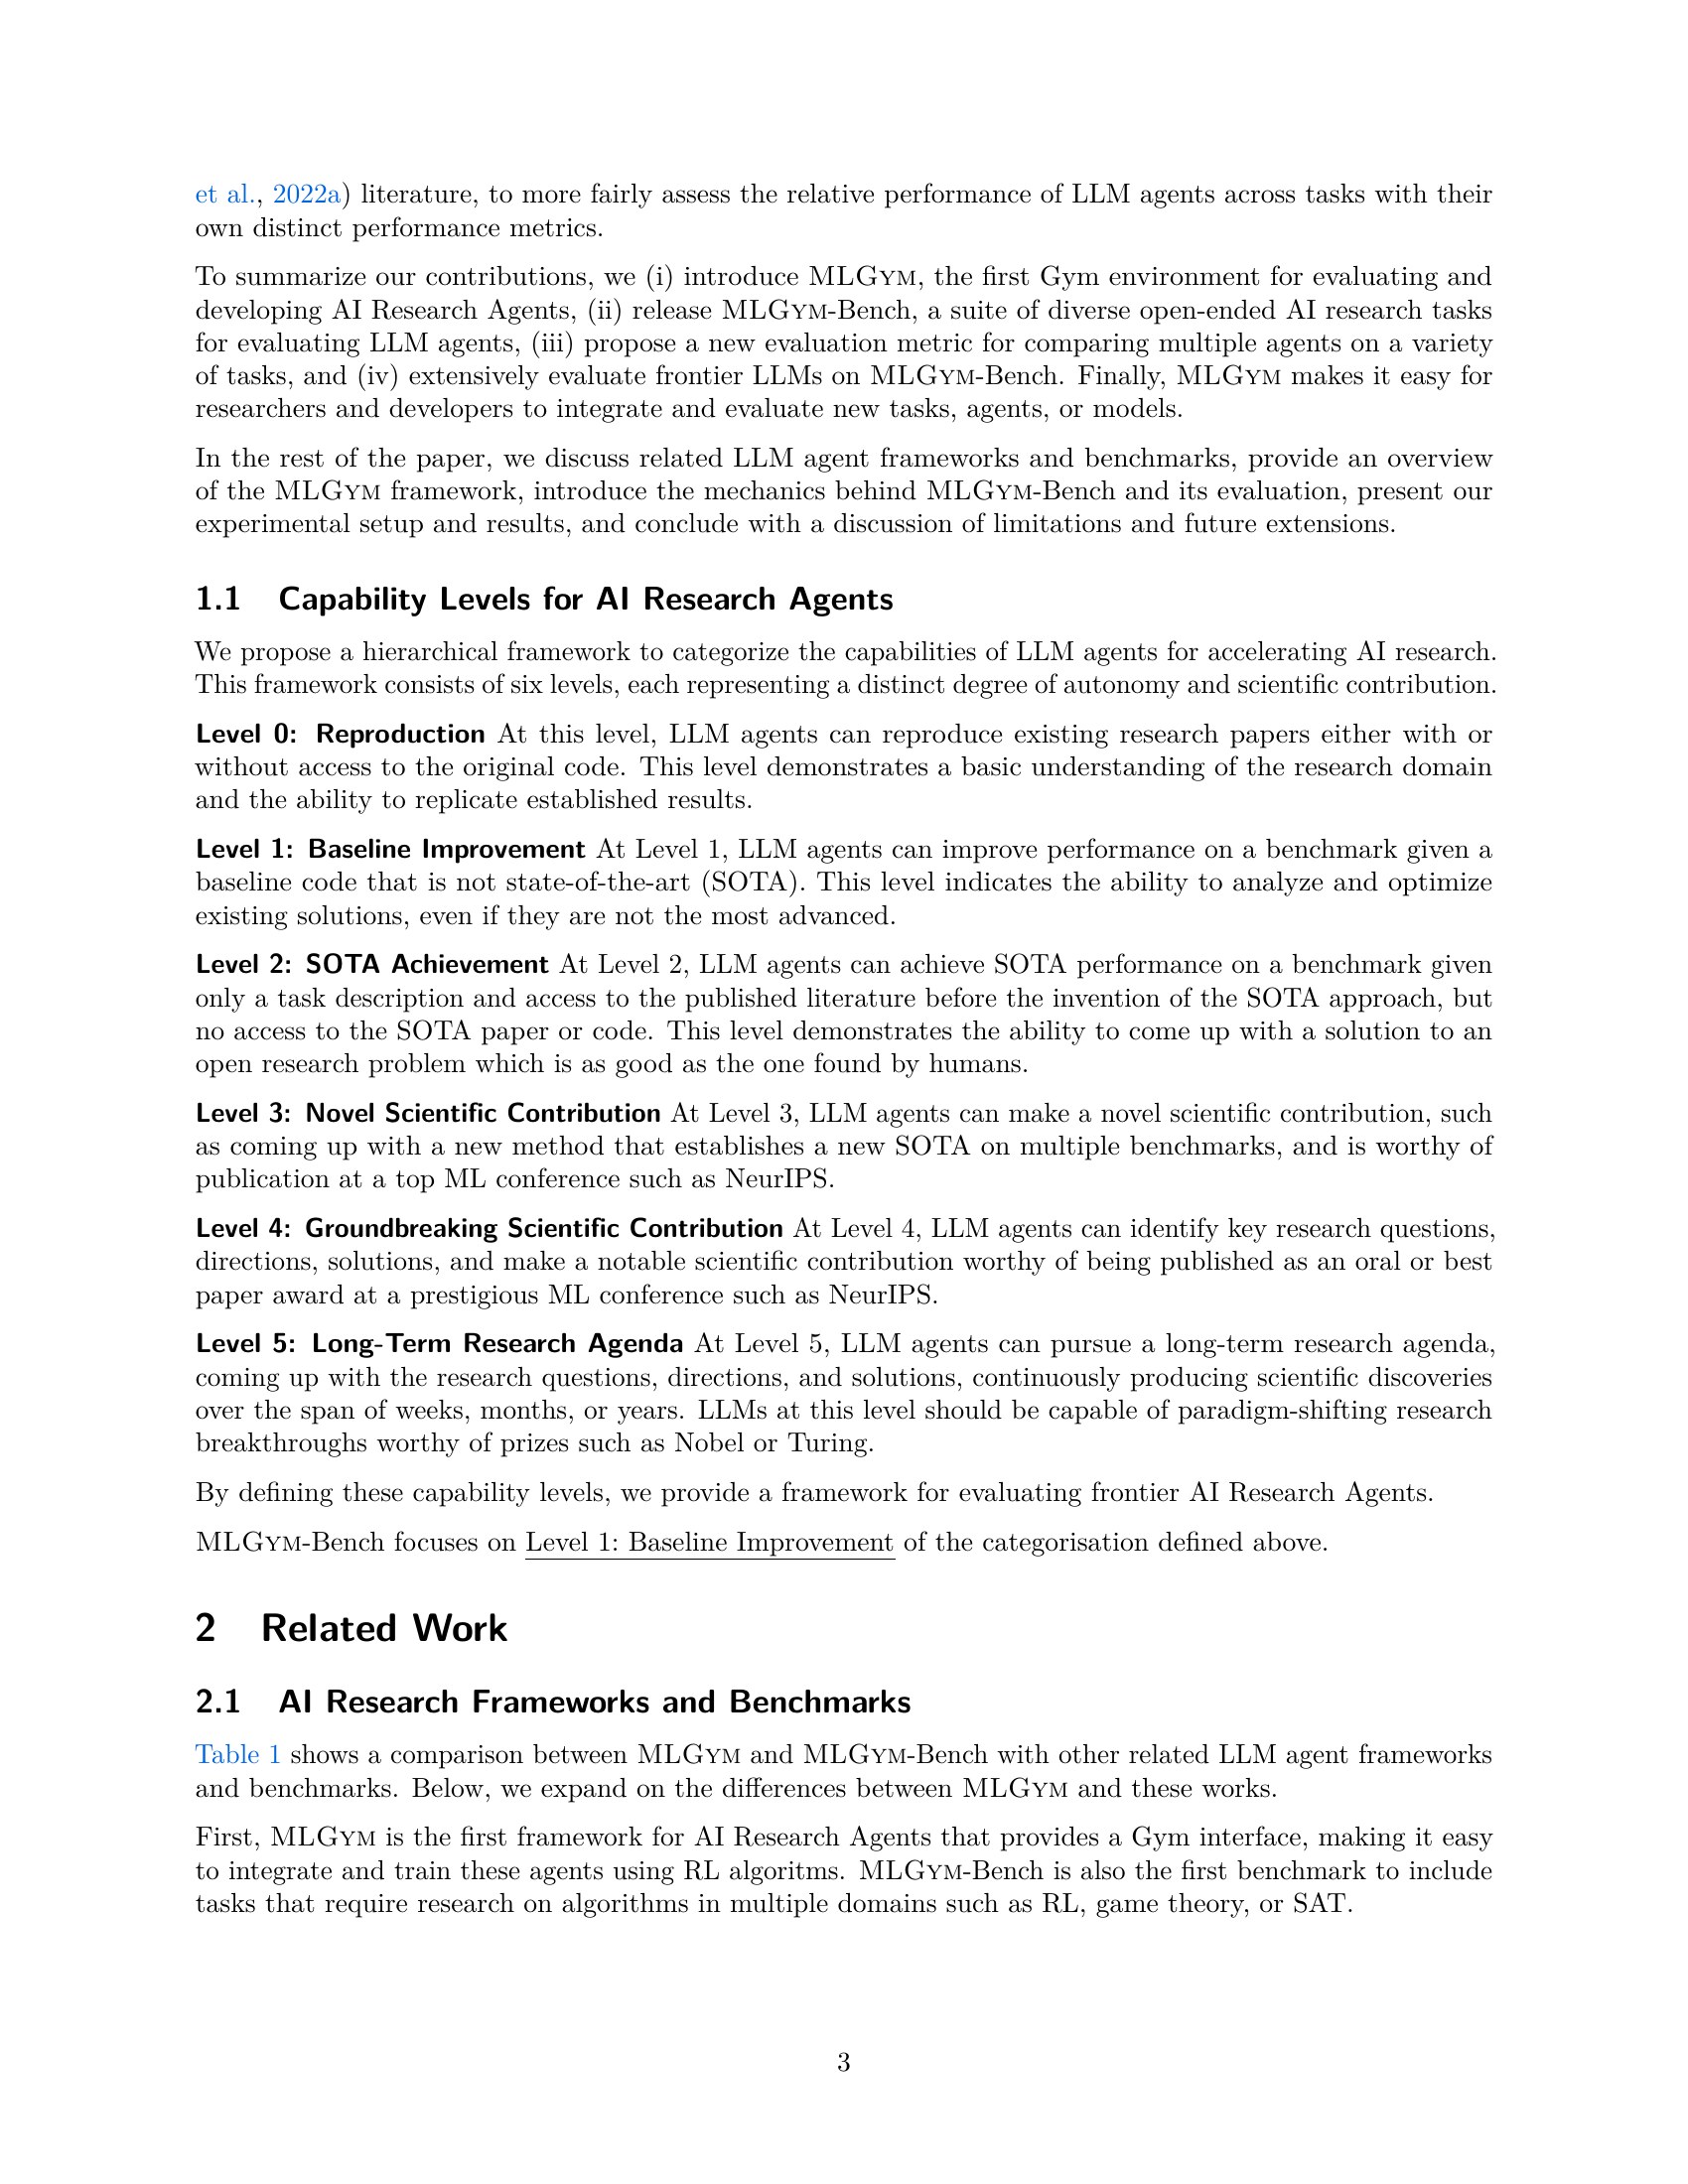 et al., 2022a) literature, to more fairly assess the relative performance of LLM agents across tasks with their
own distinct performance metrics.
To summarize our contributions, we (i) introduce MLGYM, the first Gym environment for evaluating and
developing AI Research Agents, (ii) release MLGYM-Bench, a suite of diverse open-ended AI research tasks
for evaluating LLM agents, (iii) propose a new evaluation metric for comparing multiple agents on a variety
of tasks, and (iv) extensively evaluate frontier LLMs on MLGYM-Bench. Finally, MLGYM makes it easy for
researchers and developers to integrate and evaluate new tasks, agents, or models.
In the rest of the paper, we discuss related LLM agent frameworks and benchmarks, provide an overview
of the MLGYM framework, introduce the mechanics behind MLGYM-Bench and its evaluation, present our
experimental setup and results, and conclude with a discussion of limitations and future extensions.
1.1 Capability Levels for AI Research Agents
We propose a hierarchical framework to categorize the capabilities of LLM agents for accelerating AI research.
This framework consists of six levels, each representing a distinct degree of autonomy and scientific contribution.
Level 0: Reproduction At this level, LLM agents can reproduce existing research papers either with or
without access to the original code. This level demonstrates a basic understanding of the research domain
and the ability to replicate established results.
Level 1: Baseline Improvement At Level 1, LLM agents can improve performance on a benchmark given a
baseline code that is not state-of-the-art (SOTA). This level indicates the ability to analyze and optimize
existing solutions, even if they are not the most advanced.
Level 2: SOTA Achievement At Level 2, LLM agents can achieve SOTA performance on a benchmark given
only a task description and access to the published literature before the invention of the SOTA approach, but
no access to the SOTA paper or code. This level demonstrates the ability to come up with a solution to an
open research problem which is as good as the one found by humans.
Level 3: Novel Scientific Contribution At Level 3, LLM agents can make a novel scientific contribution, such
as coming up with a new method that establishes a new SOTA on multiple benchmarks, and is worthy of
publication at a top ML conference such as NeurIPS.
Level 4: Groundbreaking Scientific Contribution At Level 4, LLM agents can identify key research questions,
directions, solutions, and make a notable scientific contribution worthy of being published as an oral or best
paper award at a prestigious ML conference such as NeurIPS.
Level 5: Long-Term Research Agenda At Level 5, LLM agents can pursue a long-term research agenda,
coming up with the research questions, directions, and solutions, continuously producing scientific discoveries
over the span of weeks, months, or years. LLMs at this level should be capable of paradigm-shifting research
breakthroughs worthy of prizes such as Nobel or Turing.
By defining these capability levels, we provide a framework for evaluating frontier AI Research Agents.
MLGYM-Bench focuses on Level 1: Baseline Improvement of the categorisation defined above.
2 Related Work
2.1 AI Research Frameworks and Benchmarks
Table 1 shows a comparison between MLGYM and MLGYM-Bench with other related LLM agent frameworks
and benchmarks. Below, we expand on the differences between MLGYM and these works.
First, MLGYM is the first framework for AI Research Agents that provides a Gym interface, making it easy
to integrate and train these agents using RL algoritms. MLGYM-Bench is also the first benchmark to include
tasks that require research on algorithms in multiple domains such as RL, game theory, or SAT.
3